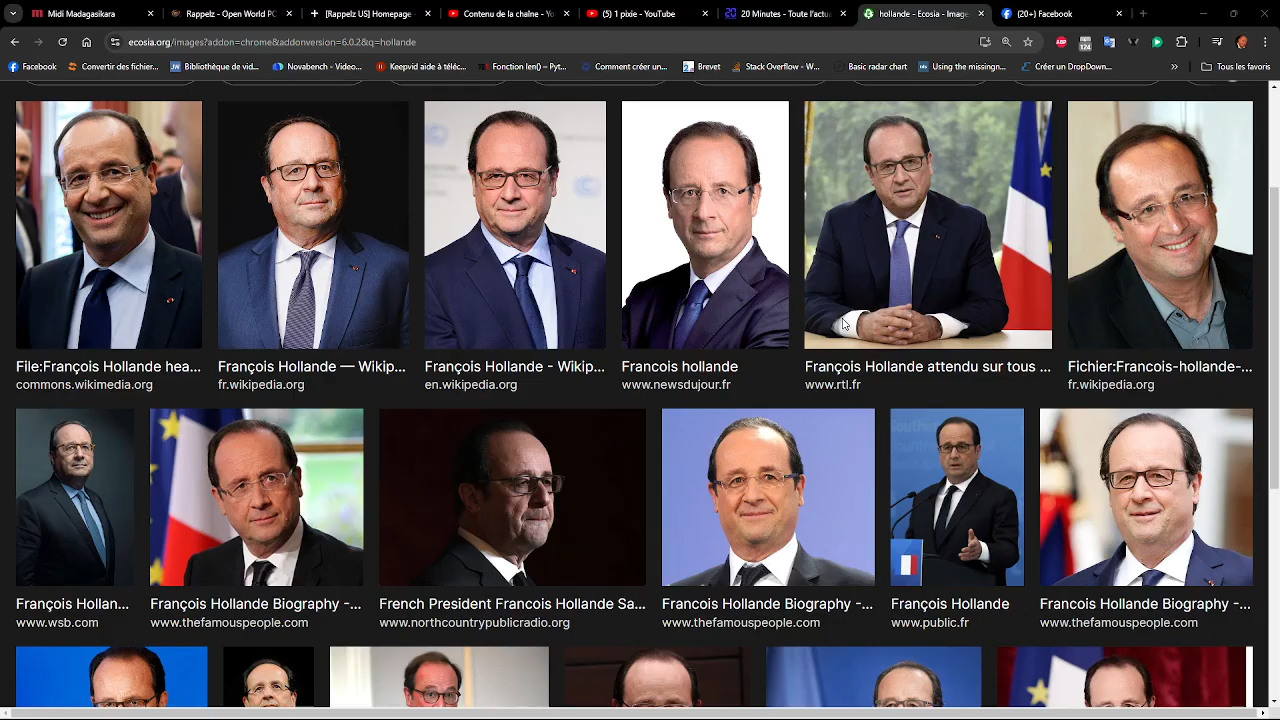 Midi Madagasikara
Rappelz - Open World PC
[Rappelz US] Homepage -
Contenu de la chaîne - Yo
(5) 1 pixie - YouTube
20 Minutes - Toute l'actu
hollande - Ecosia - Image
(20+) Facebook
ecosia.org/images?addon=chrome&addonversion=6.0.2&q=hollande
124
Facebook
Convertir des fichier...
Bibliothèque de vid...
Novabench - Video...
Keepvid aide à téléc...
Fonction len() – Pyt...
Comment créer un...
Brevet
Stack Overflow - W...
Basic radar chart
Using the missingn...
Créer un DropDown...
»
Tous les favoris
File:François Hollande hea...
commons.wikimedia.org
François Hollande — Wikip...
fr.wikipedia.org
François Hollande - Wikip...
en.wikipedia.org
Francois hollande
www.newsdujour.fr
François Hollande attendu sur tous ...
www.rtl.fr
Fichier:Francois-hollande-...
fr.wikipedia.org
François Hollan...
www.wsb.com
François Hollande Biography -...
www.thefamouspeople.com
French President Francois Hollande Sa...
www.northcountrypublicradio.org
Francois Hollande Biography -...
www.thefamouspeople.com
François Hollande
www.public.fr
Francois Hollande Biography -...
www.thefamouspeople.com